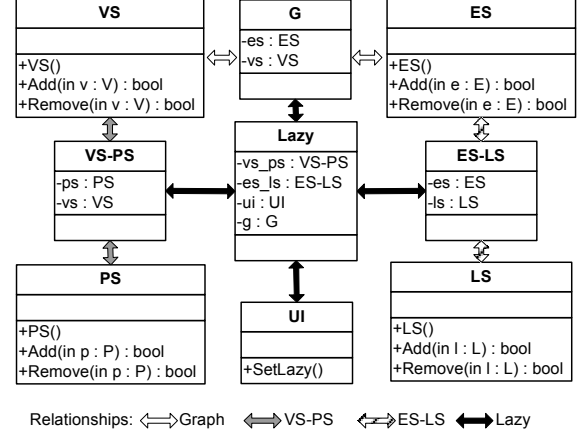 VS
+VS()
+Add(in v : V) : bool
+Remove(in v : V) : bool
G
-es : ES
-vs : VS
ES
+ES()
+Add(in e : E) : bool
+Remove(in e : E) : bool
VS-PS
-ps : PS
-vs : VS
Lazy
-vs_ps : VS-PS
-es_ls : ES-LS
-ui : UI
-g : G
ES-LS
-es : ES
-ls : LS
PS
+PS()
+Add(in p : P) : bool
+Remove(in p : P) : bool
UI
+SetLazy()
LS
+LS()
+Add(in l : L) : bool
+Remove(in l : L) : bool
Relationships: Graph VS-PS ES-LS Lazy